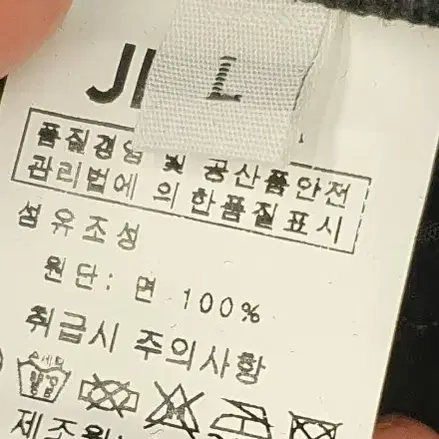 L
품질경영 및 공산품안전
관리법에 의한품질표시
섬유조성
원단: 면 100%
취급시 주의사항